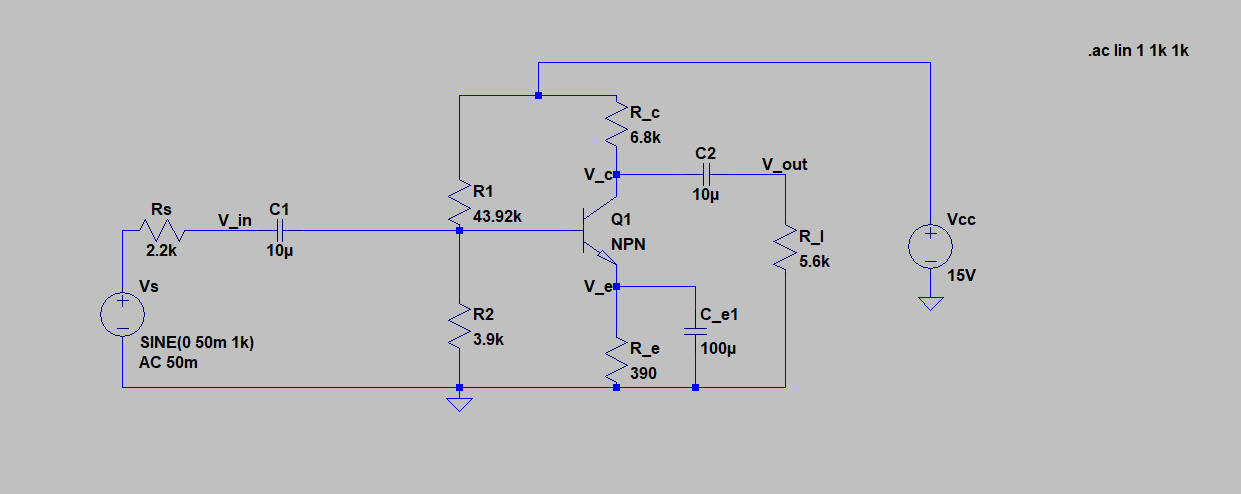 .ac lin 1 1k 1k
R_c
6.8k
C2
V_out
10µ
V_c
R1
43.92k
Rs
V_in
C1
2.2k
10µ
Q1
NPN
R_l
5.6k
Vcc
15V
Vs
SINE(0 50m 1k)
AC 50m
V_e
R2
3.9k
C_e1
100µ
R_e
390